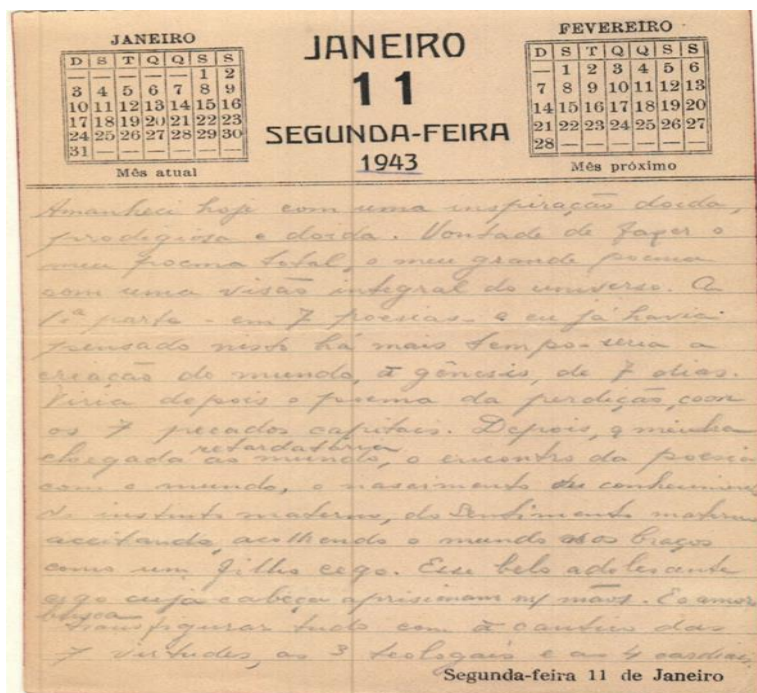 JANEIRO
D S T Q Q S S
— — — — — 1 2
3 4 5 6 7 8 9
10 11 12 13 14 15 16
17 18 19 20 21 22 23
24 25 26 27 28 29 30
31 — — — — — —
Mês atual
JANEIRO
11
SEGUNDA-FEIRA
1943
FEVEREIRO
D S T Q Q S S
— 1 2 3 4 5 6
7 8 9 10 11 12 13
14 15 16 17 18 19 20
21 22 23 24 25 26 27
28 — — — — — —
Mês próximo
Amanheci hoje com uma inspiração doida,
prodigiosa e doida. Vontade de fazer o
meu poema total, o meu grande poema
com uma visão integral do universo. A
1ª parte - em 7 poesias - e eu já havia
pensado nisto há mais tempo - seria a
criação do mundo, a gênesis, de 7 dias.
Viria depois o poema da perdição, com
os 7 pecados capitais. Depois, a minha
retardatária
chegada ao mundo, o encontro da poesia
com o mundo, o nascimento do
do instinto materno, do sentimento materno
aceitando, acolhendo o mundo nos braços
como um filho cego. Esse belo adolescente
cego cuja cabeça aprisionam mãos. E o amor
busca
transfigurar tudo com o cantico das
7 virtudes, as 3 teologais e as 4 cardiais
Segunda-feira 11 de Janeiro